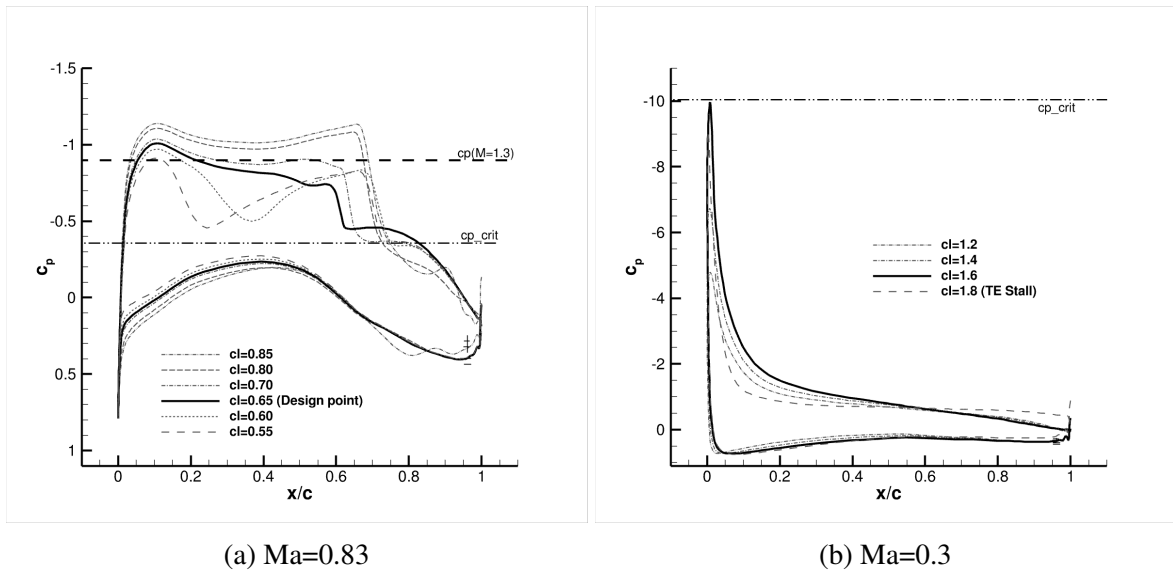 -1.5
-1
-0.5
0
0.5
1
c_p
cp(M=1.3)
cp_crit
cl=0.85
cl=0.80
cl=0.70
cl=0.65 (Design point)
cl=0.60
cl=0.55
0 0.2 0.4 0.6 0.8 1
x/c
(a) Ma=0.83
-10
-8
-6
-4
-2
0
c_p
cp_crit
cl=1.2
cl=1.4
cl=1.6
cl=1.8 (TE Stall)
0 0.2 0.4 0.6 0.8 1
x/c
(b) Ma=0.3